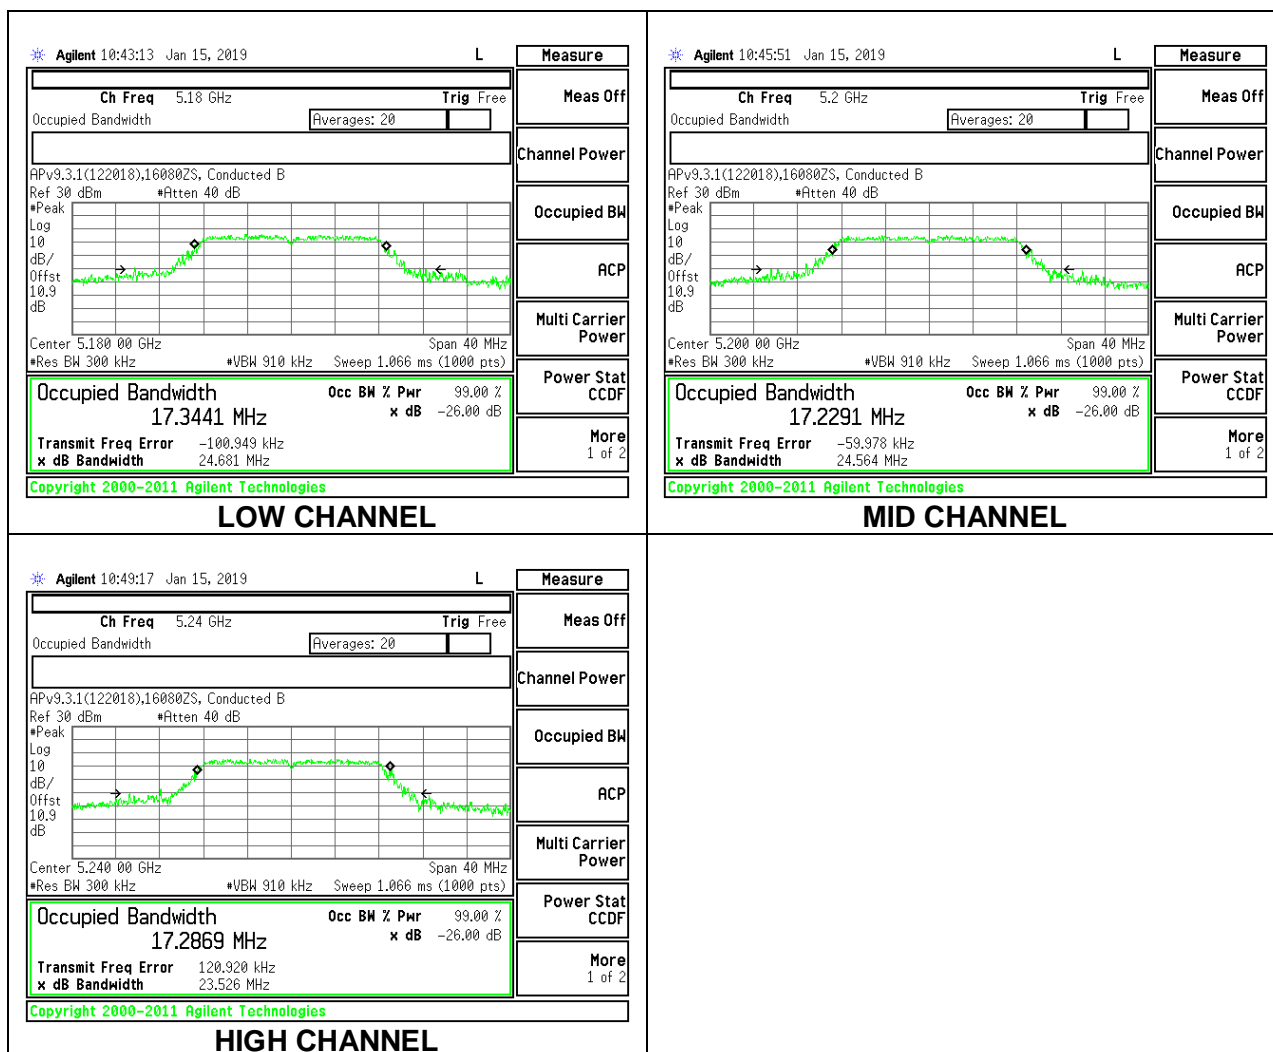 Agilent 10:43:13 Jan 15, 2019 L Measure
Ch Freq 5.18 GHz Trig Free
Occupied Bandwidth Averages: 20
APv9.3.1(122018),16080ZS, Conducted B
Ref 30 dBm #Atten 40 dB
#Peak
Log
10
dB/
Offst
10.9
dB
Center 5.180 00 GHz Span 40 MHz
#Res BW 300 kHz #VBW 910 kHz Sweep 1.066 ms (1000 pts)
Occupied Bandwidth Occ BW % Pwr 99.00 %
17.3441 MHz x dB -26.00 dB
Transmit Freq Error -100.949 kHz
x dB Bandwidth 24.681 MHz
Copyright 2000-2011 Agilent Technologies
Meas Off
Channel Power
Occupied BW
ACP
Multi Carrier
Power
Power Stat
CCDF
More
1 of 2
LOW CHANNEL
Agilent 10:45:51 Jan 15, 2019 L Measure
Ch Freq 5.2 GHz Trig Free
Occupied Bandwidth Averages: 20
APv9.3.1(122018),16080ZS, Conducted B
Ref 30 dBm #Atten 40 dB
#Peak
Log
10
dB/
Offst
10.9
dB
Center 5.200 00 GHz Span 40 MHz
#Res BW 300 kHz #VBW 910 kHz Sweep 1.066 ms (1000 pts)
Occupied Bandwidth Occ BW % Pwr 99.00 %
17.2291 MHz x dB -26.00 dB
Transmit Freq Error -59.978 kHz
x dB Bandwidth 24.564 MHz
Copyright 2000-2011 Agilent Technologies
Meas Off
Channel Power
Occupied BW
ACP
Multi Carrier
Power
Power Stat
CCDF
More
1 of 2
MID CHANNEL
Agilent 10:49:17 Jan 15, 2019 L Measure
Ch Freq 5.24 GHz Trig Free
Occupied Bandwidth Averages: 20
APv9.3.1(122018),16080ZS, Conducted B
Ref 30 dBm #Atten 40 dB
#Peak
Log
10
dB/
Offst
10.9
dB
Center 5.240 00 GHz Span 40 MHz
#Res BW 300 kHz #VBW 910 kHz Sweep 1.066 ms (1000 pts)
Occupied Bandwidth Occ BW % Pwr 99.00 %
17.2869 MHz x dB -26.00 dB
Transmit Freq Error 120.920 kHz
x dB Bandwidth 23.526 MHz
Copyright 2000-2011 Agilent Technologies
Meas Off
Channel Power
Occupied BW
ACP
Multi Carrier
Power
Power Stat
CCDF
More
1 of 2
HIGH CHANNEL